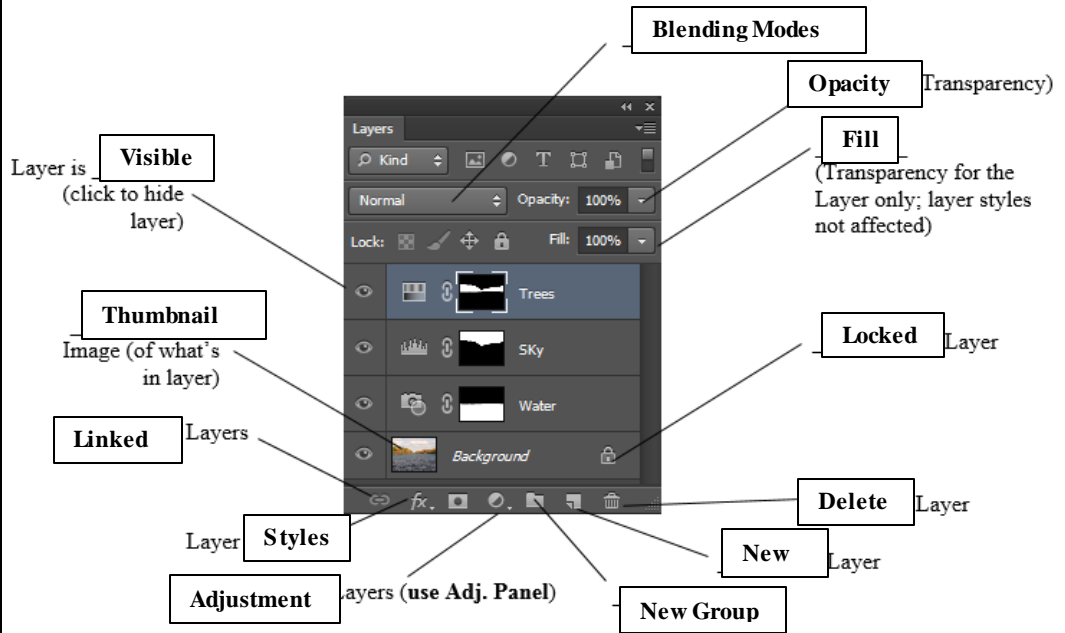 Blending Modes
Opacity Transparency)
Layers
Kind
Visible
Layer is
(click to hide
layer)
Fill
(Transparency for the
Layer only; layer styles
not affected)
Normal Opacity: 100%
Lock: Fill: 100%
Trees
Thumbnail
Image (of what's
in layer)
SKy
Locked Layer
Water
Linked Layers
Background
fx
Delete Layer
Layer Styles
New Layer
Adjustment ayers (use Adj. Panel)
New Group